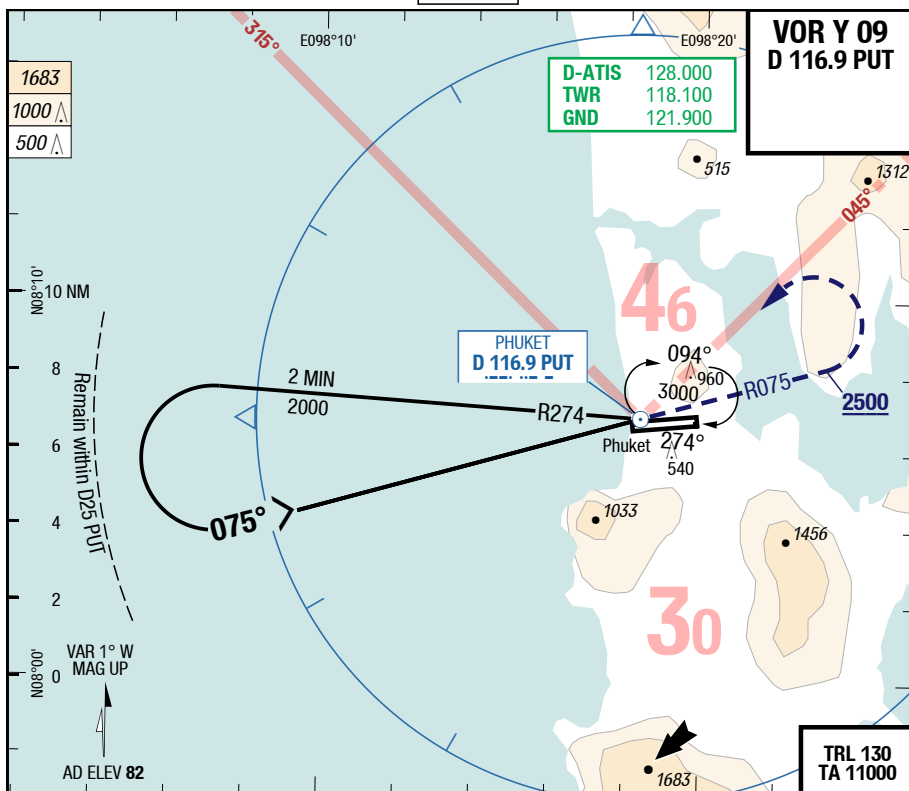 VOR Y 09
D 116.9 PUT
E098°10'
E098°20'
315°
D-ATIS 128.000
TWR 118.100
GND 121.900
1683
1000
500
515
1312
045°
N08°10'
10 NM
46
PHUKET
D 116.9 PUT
094°
960
3000
8
2 MIN
2000
R274
R075
2500
Remain within D25 PUT
6
Phuket
274°
540
4
075°
1033
1456
2
30
VAR 1° W
MAG UP
N08°00'
0
AD ELEV 82
1683
TRL 130
TA 11000